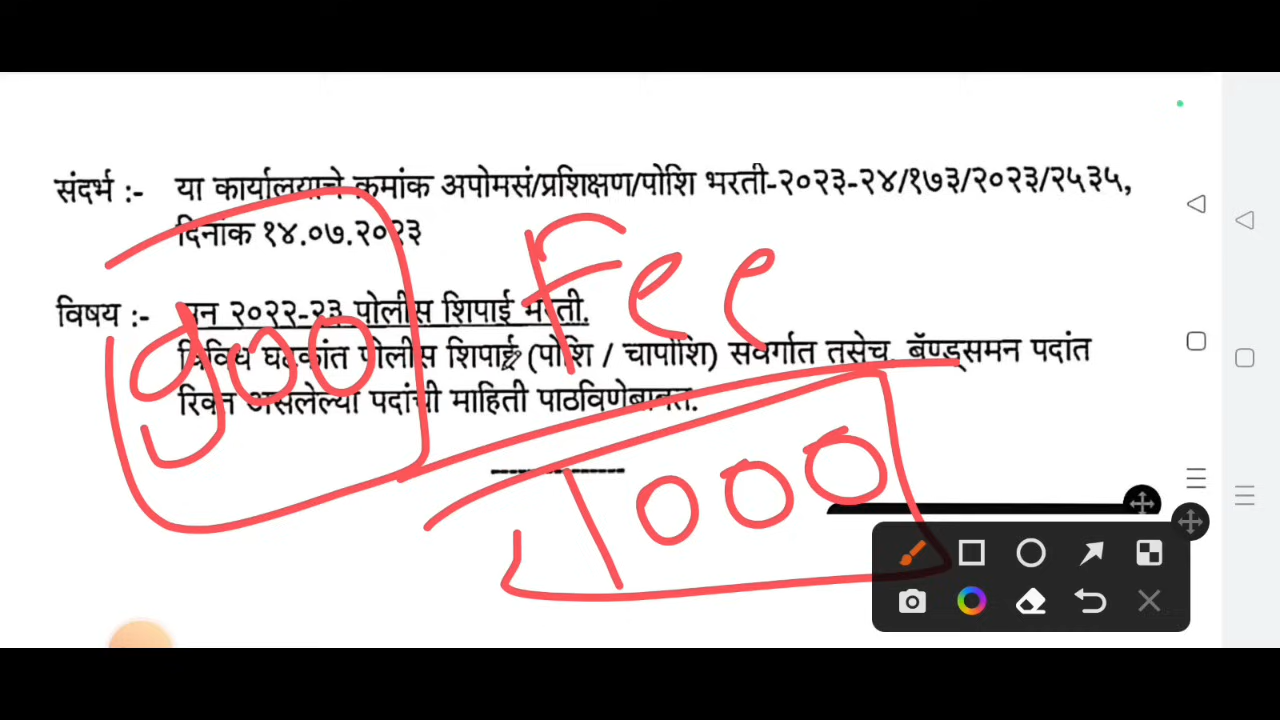 संदर्भ :- या कार्यालयाचे क्रमांक अपोमसं/प्रशिक्षण/पोशि भरती-२०२३-२४/१७३/२०२३/२५३५,
दिनांक १४.०७.२०२३
Fee
विषय :- सन २०२२-२३ पोलीस शिपाई भरती.
900
विविध घटकांत पोलीस शिपाई (पोशि / चापोशि) संवर्गात तसेच बॅण्ड्समन पदांत
रिक्त असलेल्या पदांची माहिती पाठविणेबाबत.
1000